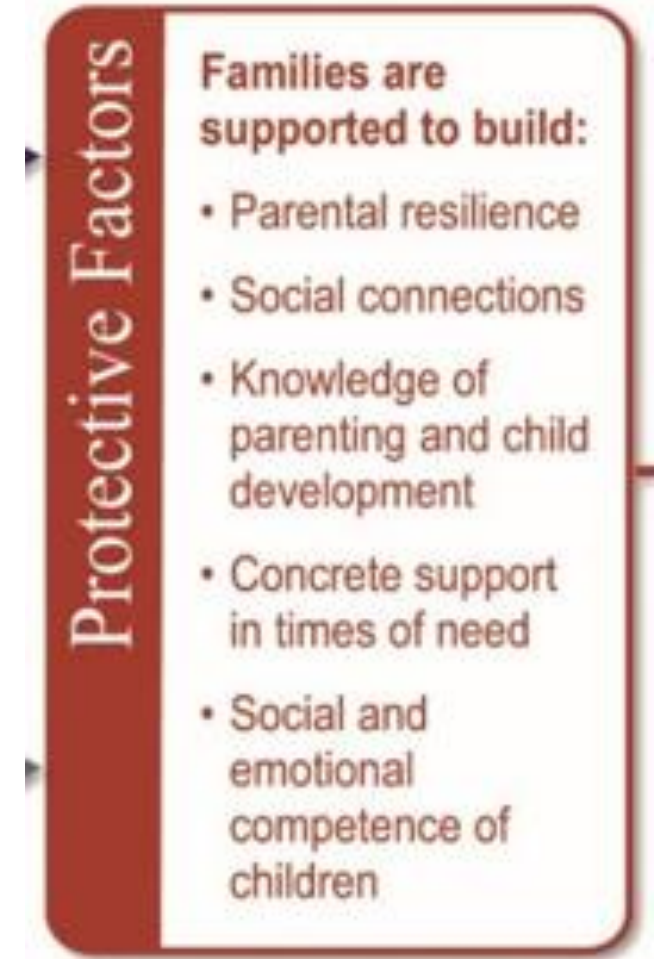 Protective Factors
Families are
supported to build:
• Parental resilience
• Social connections
• Knowledge of
parenting and child
development
• Concrete support
in times of need
• Social and
emotional
competence of
children